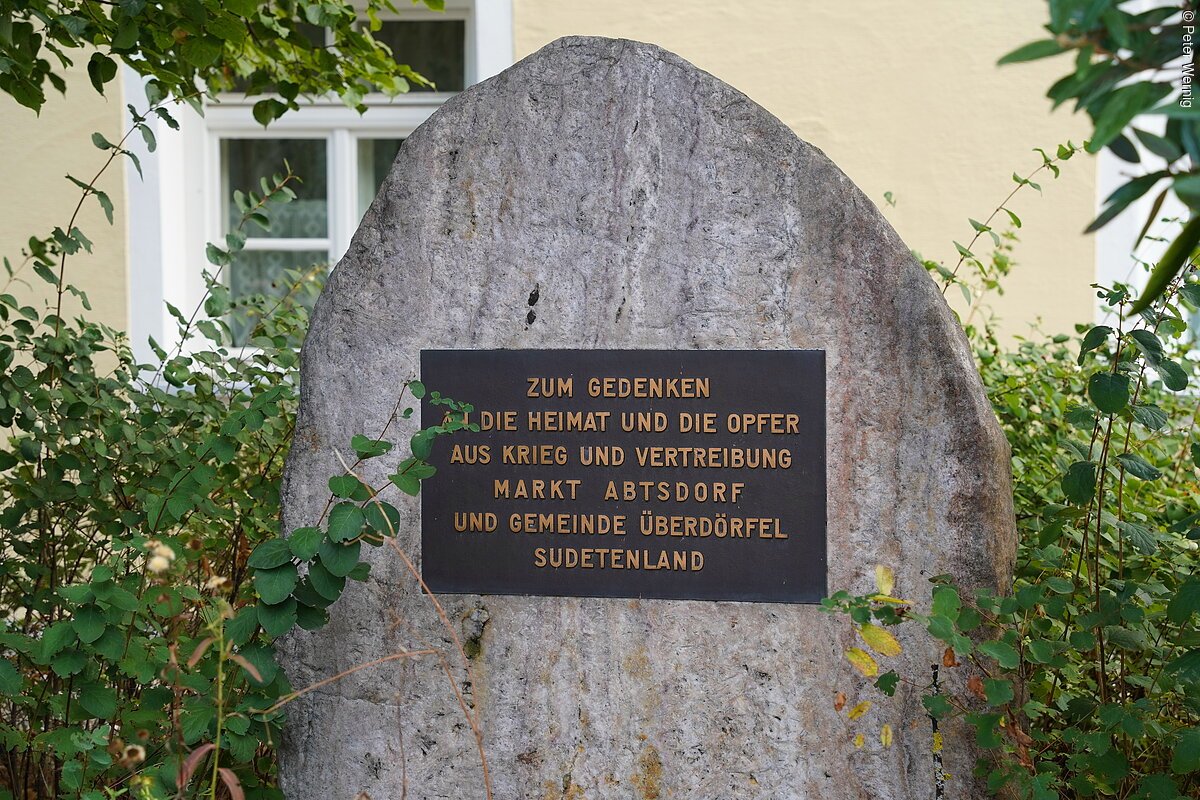 © Peter Wernig
ZUM GEDENKEN
AN DIE HEIMAT UND DIE OPFER
AUS KRIEG UND VERTREIBUNG
MARKT ABTSDORF
UND GEMEINDE ÜBERDÖRFEL
SUDETENLAND